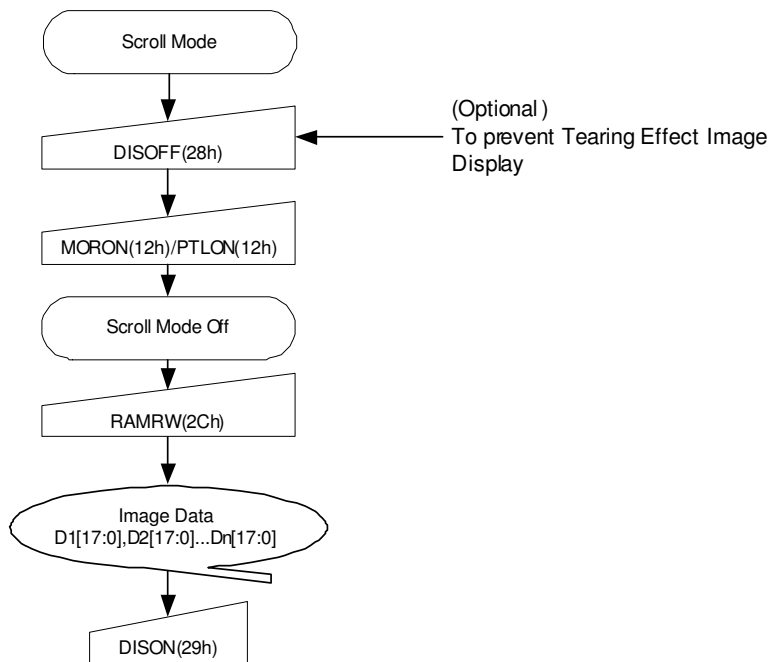 Scroll Mode
(Optional)
To prevent Tearing Effect Image
Display
DISOFF(28h)
MORON(12h)/PTLON(12h)
Scroll Mode Off
RAMRW(2Ch)
Image Data
D1[17:0],D2[17:0]...Dn[17:0]
DISON(29h)